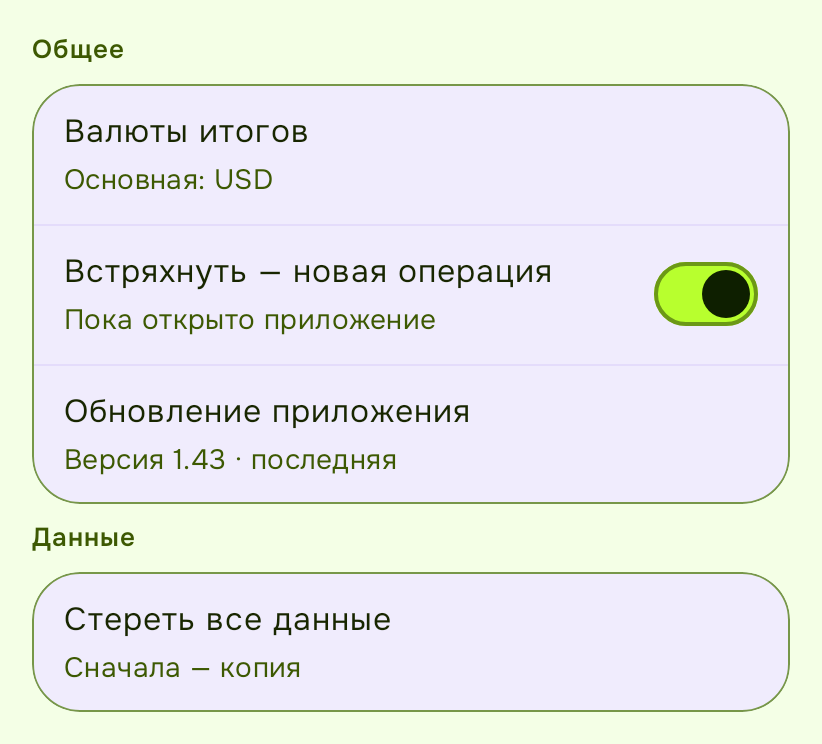 Общее
Валюты итогов
Основная: USD
Встряхнуть — новая операция
Пока открыто приложение
Обновление приложения
Версия 1.43 · последняя
Данные
Стереть все данные
Сначала — копия